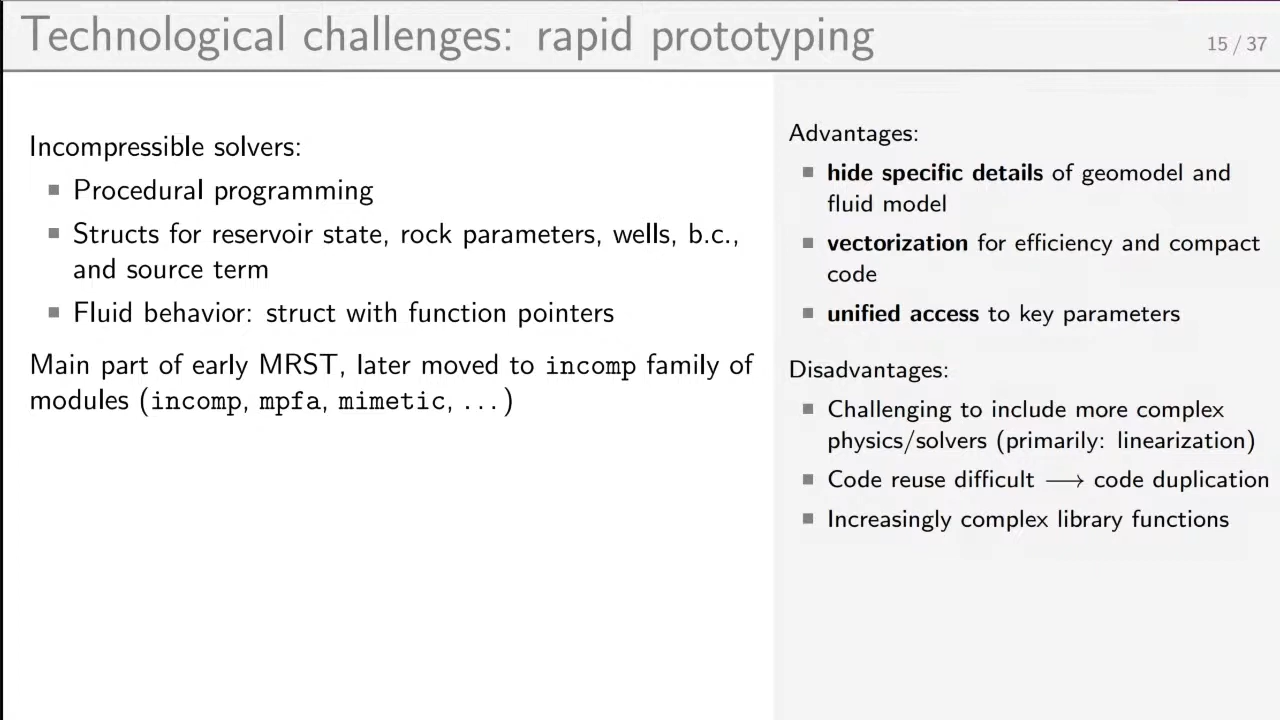 Technological challenges: rapid prototyping
15 / 37
Incompressible solvers:
Procedural programming
Structs for reservoir state, rock parameters, wells, b.c.,
and source term
Fluid behavior: struct with function pointers
Main part of early MRST, later moved to incomp family of
modules (incomp, mpfa, mimetic, ...)
Advantages:
hide specific details of geomodel and
fluid model
vectorization for efficiency and compact
code
unified access to key parameters
Disadvantages:
Challenging to include more complex
physics/solvers (primarily: linearization)
Code reuse difficult ⟶ code duplication
Increasingly complex library functions